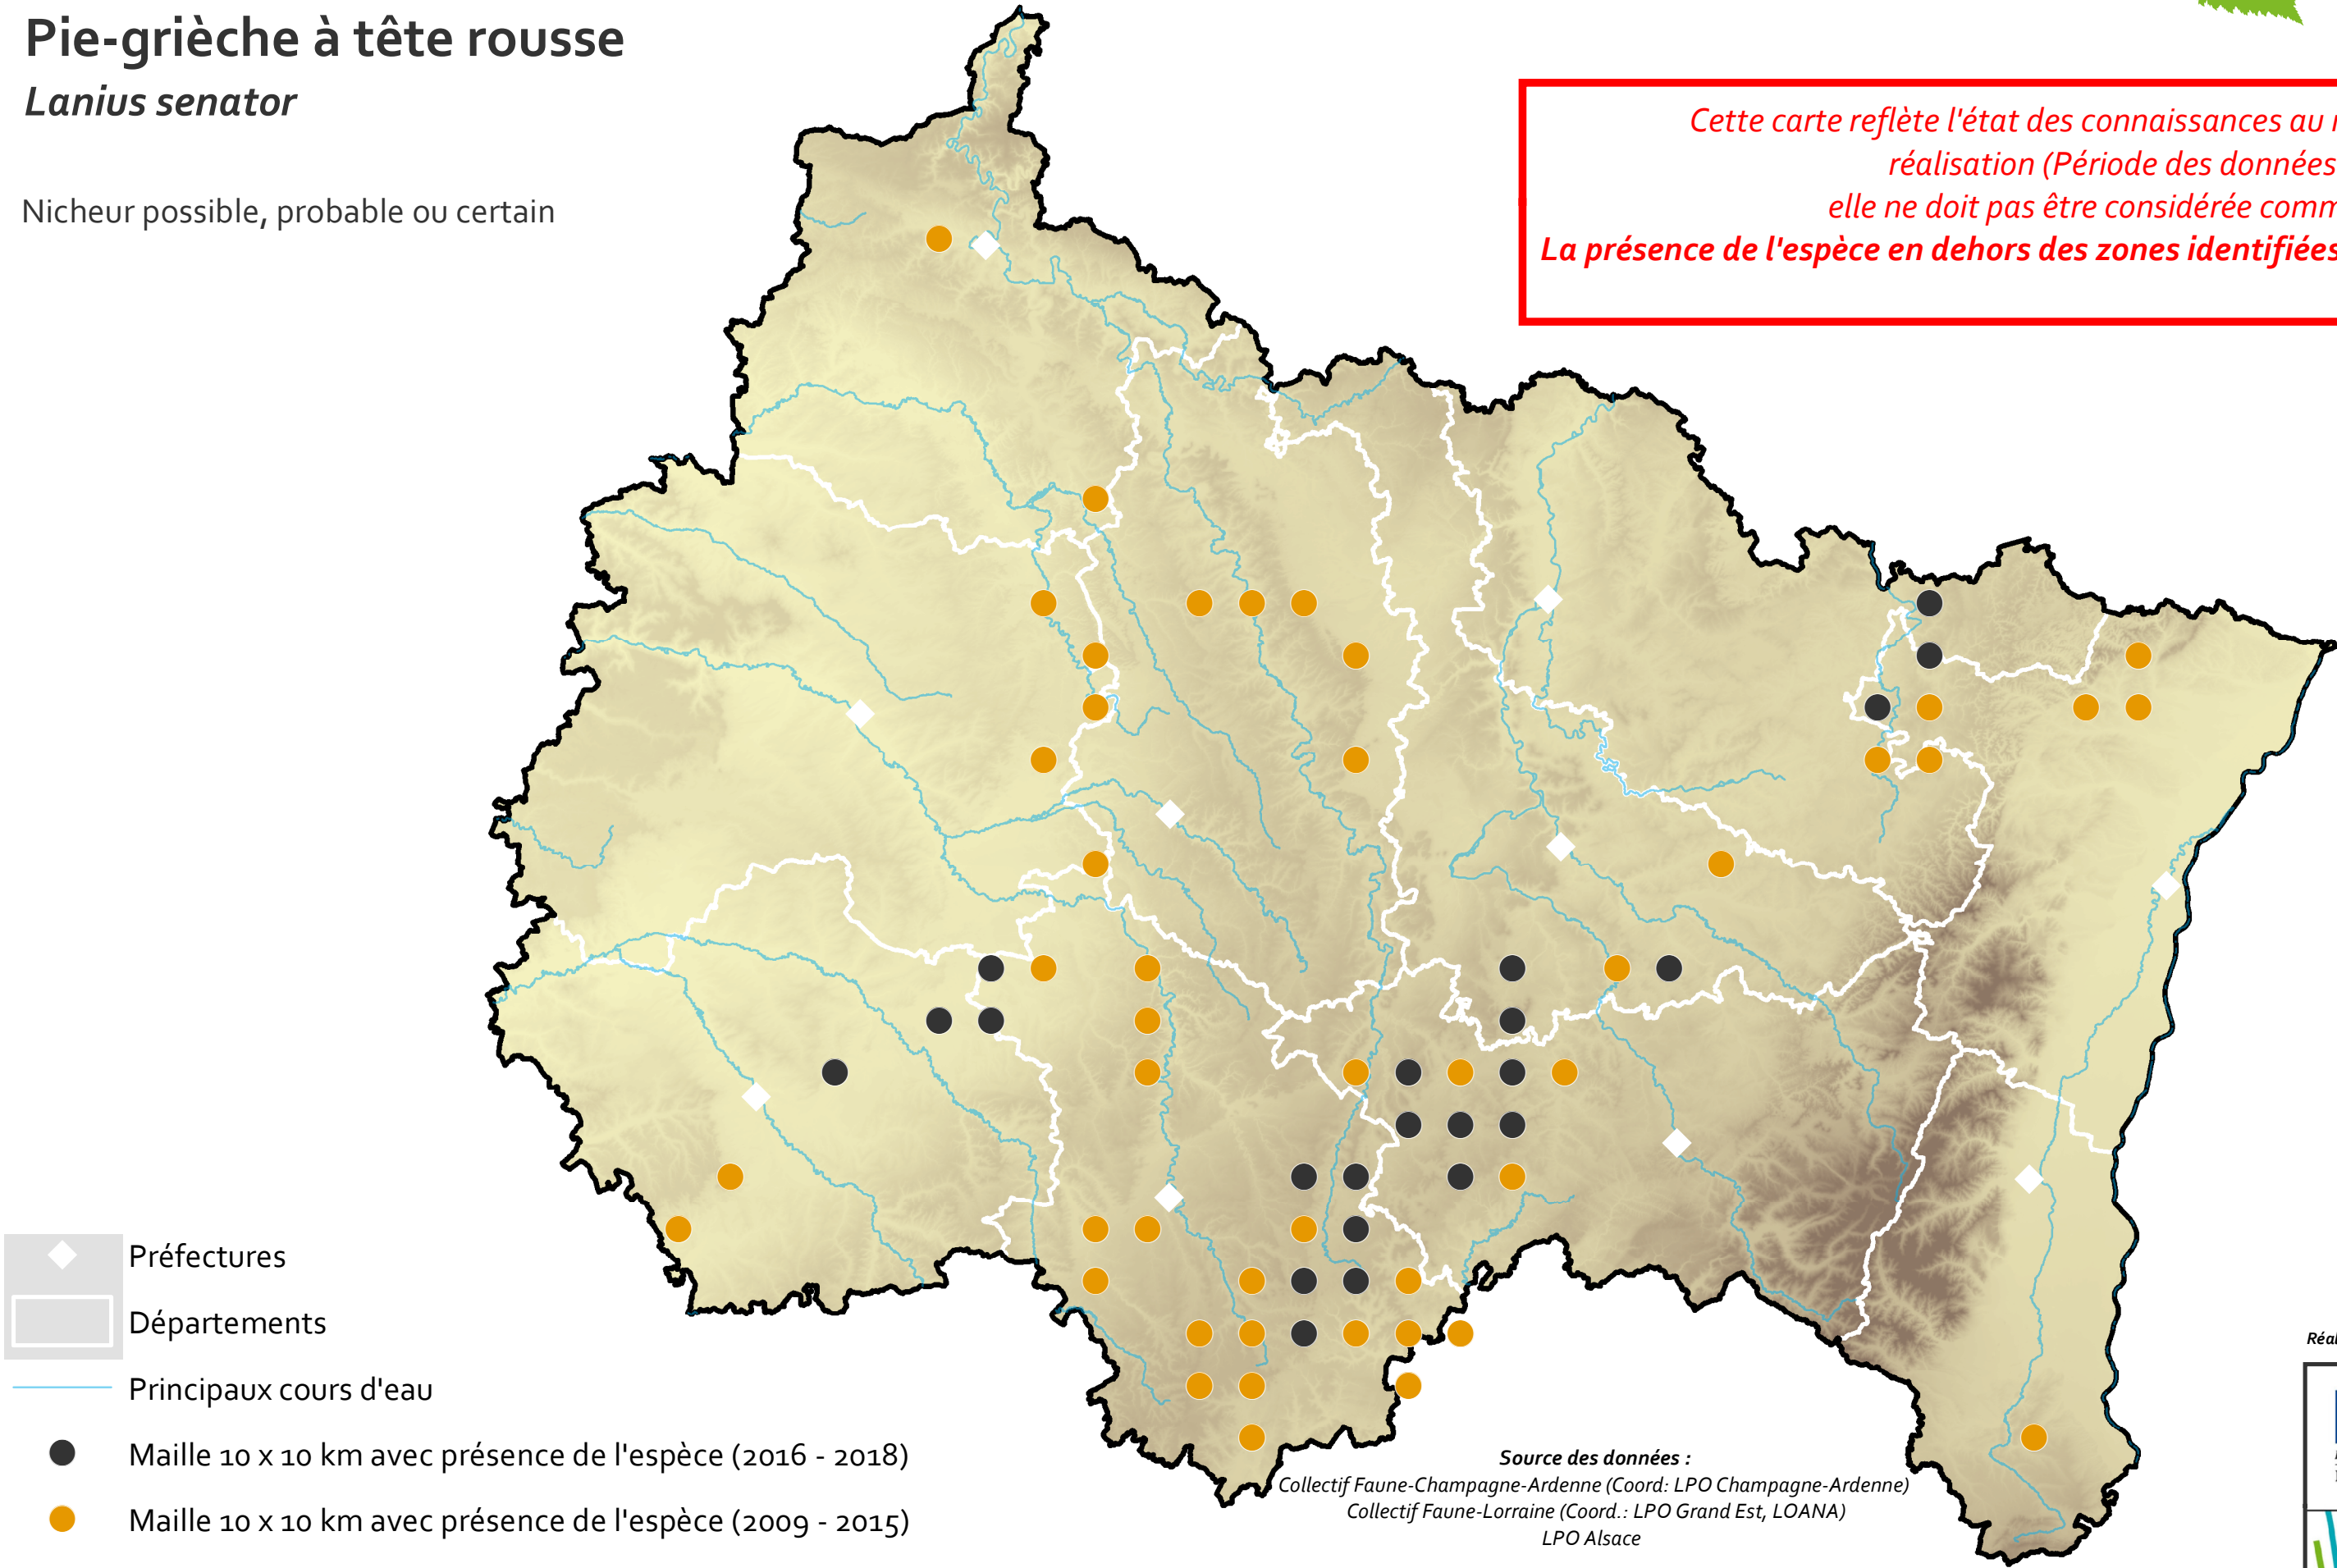 Pie-grièche à tête rousse
Lanius senator
Nicheur possible, probable ou certain
Cette carte reflète l'état des connaissances au
réalisation (Période des données
elle ne doit pas être considérée comm
La présence de l'espèce en dehors des zones identifiées
Préfectures
Départements
Principaux cours d'eau
Maille 10 x 10 km avec présence de l'espèce (2016 - 2018)
Maille 10 x 10 km avec présence de l'espèce (2009 - 2015)
Source des données :
Collectif Faune-Champagne-Ardenne (Coord: LPO Champagne-Ardenne)
Collectif Faune-Lorraine (Coord.: LPO Grand Est, LOANA)
LPO Alsace
Réal